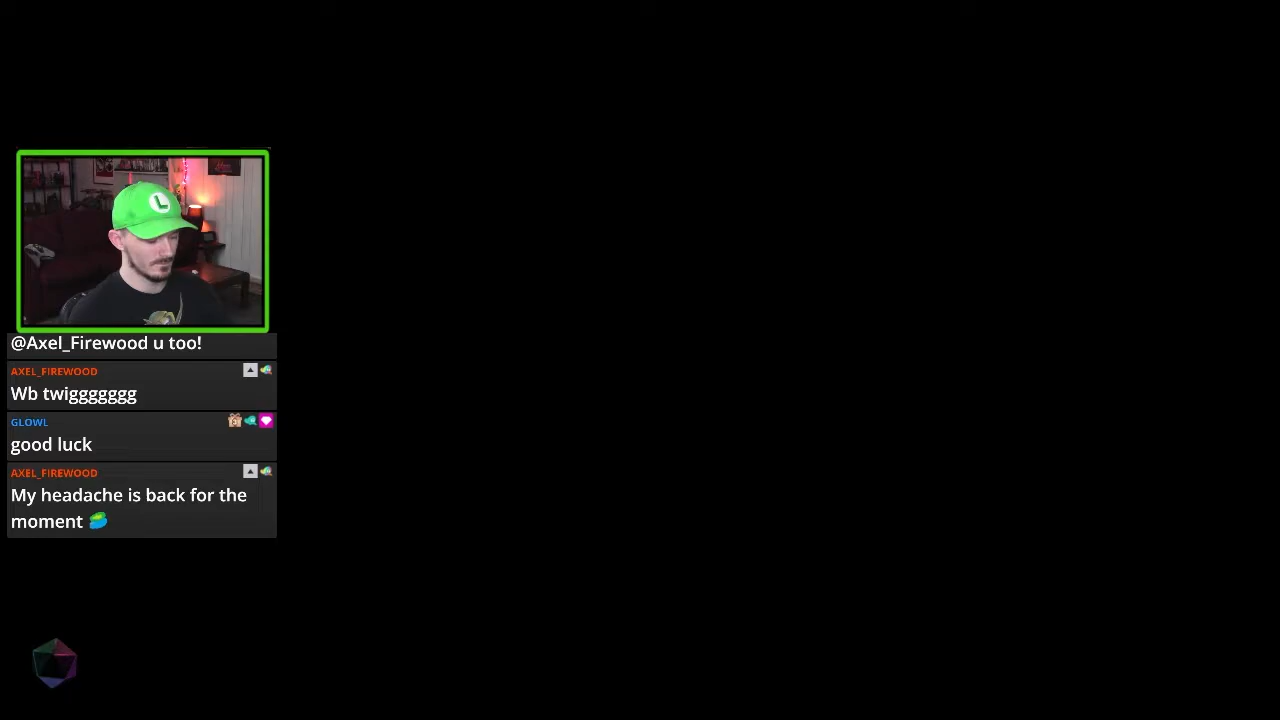 L
@Axel_Firewood u too!
AXEL_FIREWOOD
Wb twiggggggg
GLOWL
good luck
AXEL_FIREWOOD
My headache is back for the
moment